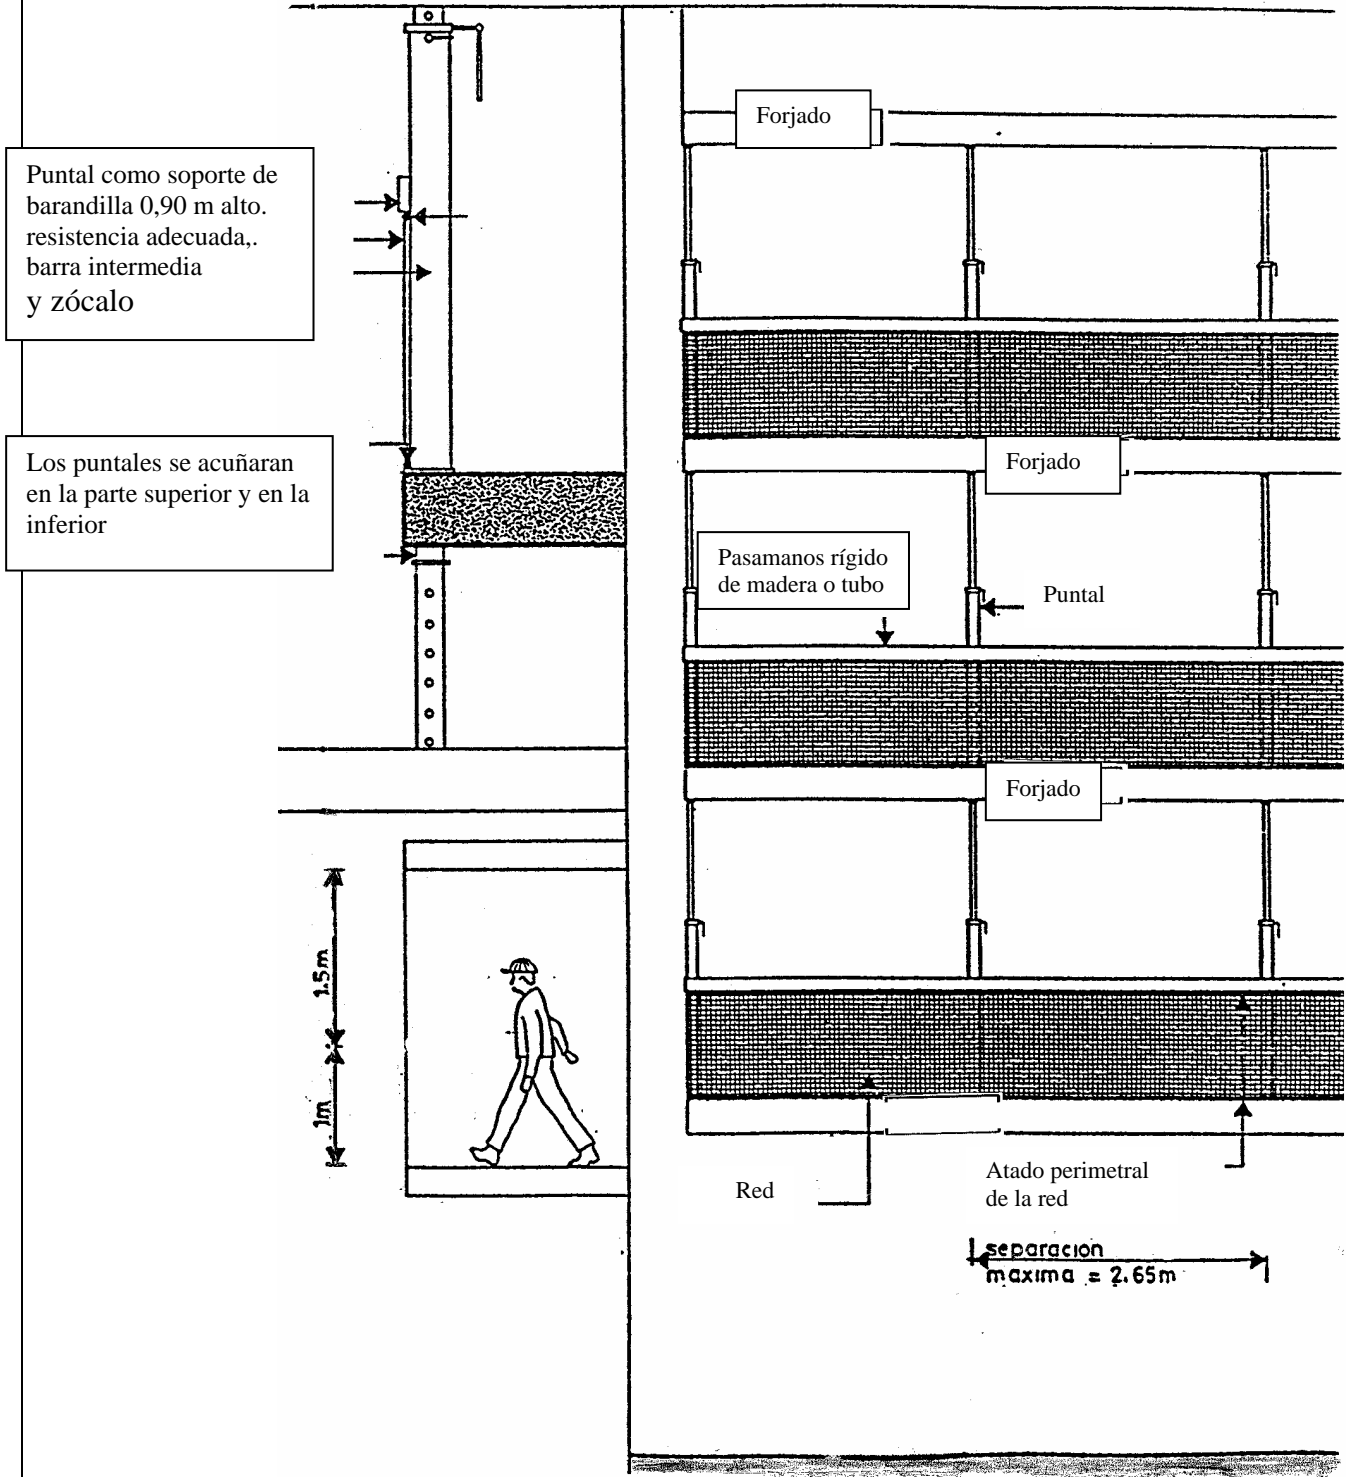 Forjado
Puntal como soporte de
barandilla 0,90 m alto.
resistencia adecuada,.
barra intermedia
y zócalo
Los puntales se acuñaran
en la parte superior y en la
inferior
Forjado
Pasamanos rígido
de madera o tubo
Puntal
Forjado
1.5m
1m
Red
Atado perimetral
de la red
separacion
maxima = 2.65m